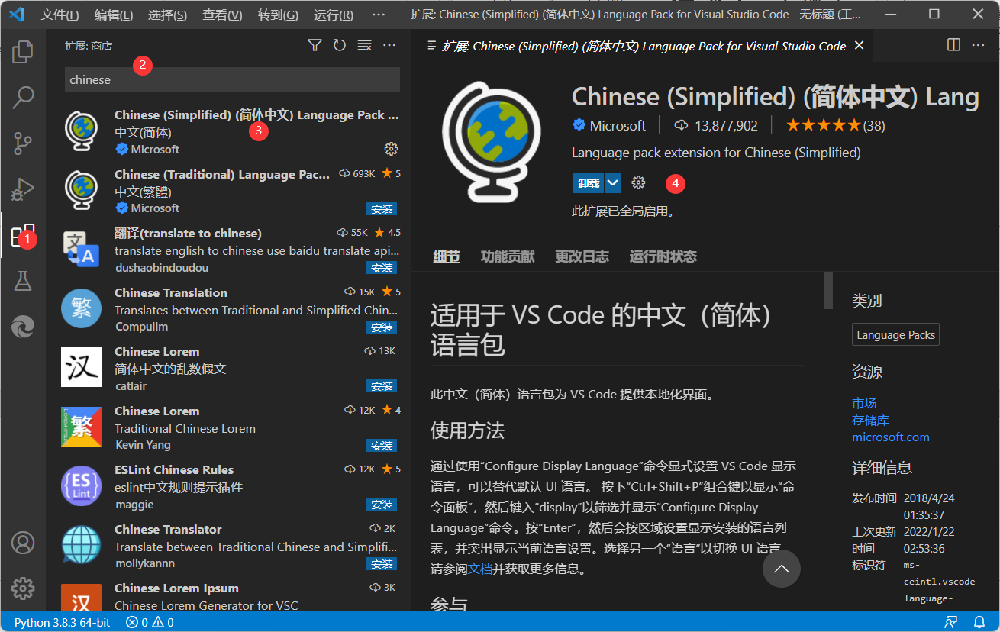 文件(F) 编辑(E) 选择(S) 查看(V) 转到(G) 运行(R) ··· 扩展: Chinese (Simplified) (简体中文) Language Pack for Visual Studio Code - 无标题 (工...
扩展: 商店
2
chinese
Chinese (Simplified) (简体中文) Language Pack ...
中文(简体)
3
Microsoft
Chinese (Traditional) Language Pac... 693K 5
中文(繁體)
Microsoft 安装
翻译(translate to chinese) 55K 4.5
translate english to chinese use baidu translate api...
dushaobindoudou 安装
Chinese Translation 15K 5
Translates between Traditional and Simplified Chin...
Compulim 安装
Chinese Lorem 13K
简体中文的乱数假文
catlair 安装
Chinese Lorem 12K 4
Traditional Chinese Lorem
Kevin Yang 安装
ESLint Chinese Rules 12K 5
eslint中文规则提示插件
maggie 安装
Chinese Translator 2K
Translate between Traditional Chinese and Simplifi...
mollykannn 安装
Chinese Lorem Ipsum 3K
Chinese Lorem Generator for VSC
1
文
A
繁
汉
LOREM IPSUM
繁
{ES}
Lint
汉
扩展: Chinese (Simplified) (简体中文) Language Pack for Visual Studio Code
Chinese (Simplified) (简体中文) Lang
Microsoft 13,877,902 (38)
Language pack extension for Chinese (Simplified)
卸载 4
此扩展已全局启用。
细节 功能贡献 更改日志 运行时状态
适用于 VS Code 的中文（简体）
语言包
此中文（简体）语言包为 VS Code 提供本地化界面。
使用方法
通过使用“Configure Display Language”命令显式设置 VS Code 显示
语言，可以替代默认 UI 语言。 按下“Ctrl+Shift+P”组合键以显示“命
令面板”，然后键入“display”以筛选并显示“Configure Display
Language”命令。按“Enter”，然后会按区域设置显示安装的语言列
表，并突出显示当前语言设置。选择另一个“语言”以切换 UI 语言
请参阅文档并获取更多信息。
参与
类别
Language Packs
资源
市场
存储库
microsoft.com
详细信息
发布时间 2018/4/24
01:35:37
上次更新 2022/1/22
时间 02:53:36
标识符 ms-
ceintl.vscode-
language-
Python 3.8.3 64-bit 0 0